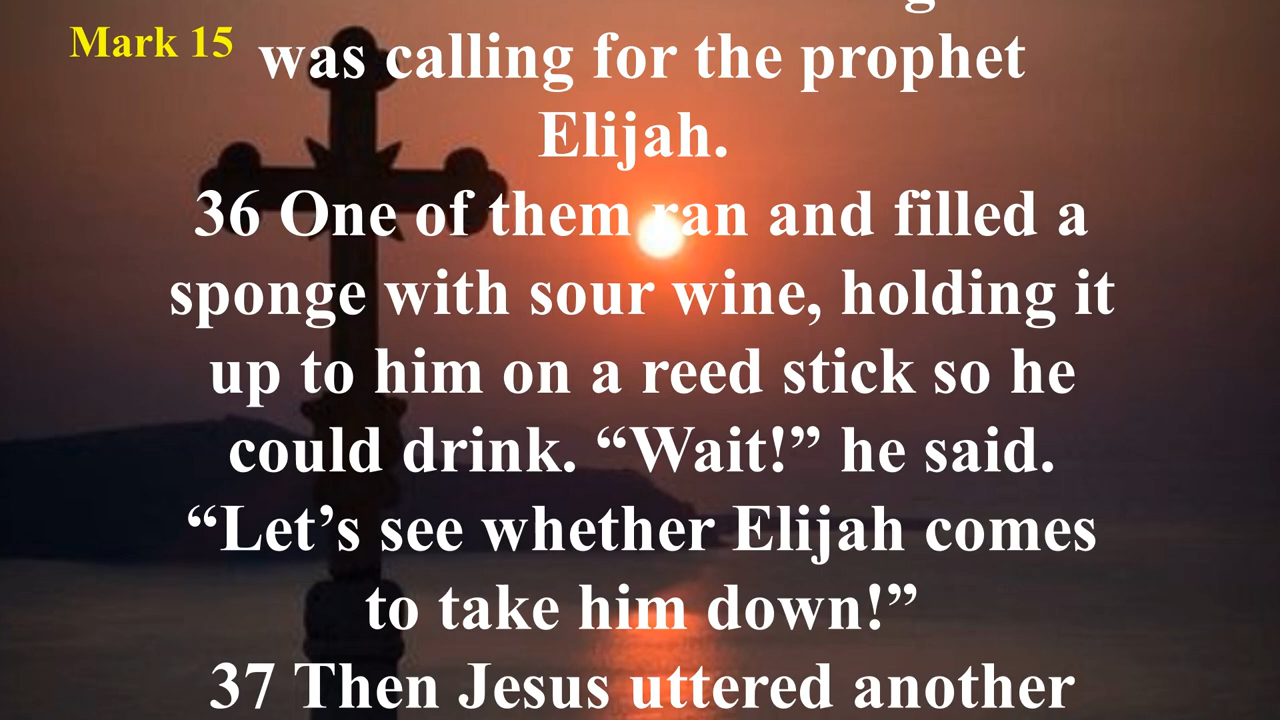 Mark 15
was calling for the prophet
Elijah.
36 One of them ran and filled a
sponge with sour wine, holding it
up to him on a reed stick so he
could drink. “Wait!” he said.
“Let’s see whether Elijah comes
to take him down!”
37 Then Jesus uttered another